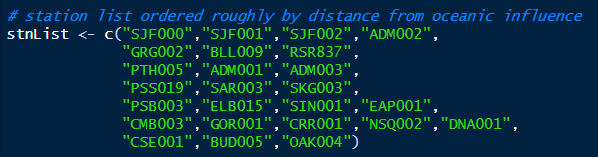 # station list ordered roughly by distance from oceanic influence
stnList <- c("SJF000","SJF001","SJF002","ADM002",
"GRG002","BLL009","RSR837",
"PTH005","ADM001","ADM003",
"PSS019","SAR003","SKG003",
"PSB003","ELB015","SIN001","EAP001",
"CMB003","GOR001","CRR001","NSQ002","DNA001",
"CSE001","BUD005","OAK004")